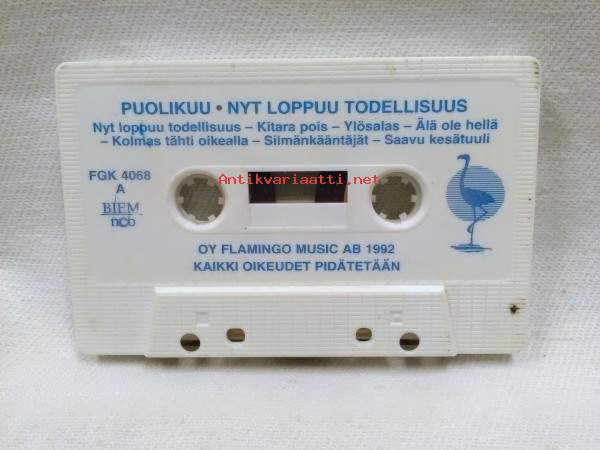 PUOLIKUU • NYT LOPPUU TODELLISUUS
Nyt loppuu todellisuus – Kitara pois – Ylösalas – Älä ole hellä
– Kolmas tähti oikealla – Silmänkääntäjät – Saavu kesätuuli
FGK 4068
A
BIEM
ncb
Antikvariaatti.net
OY FLAMINGO MUSIC AB 1992
KAIKKI OIKEUDET PIDÄTETÄÄN